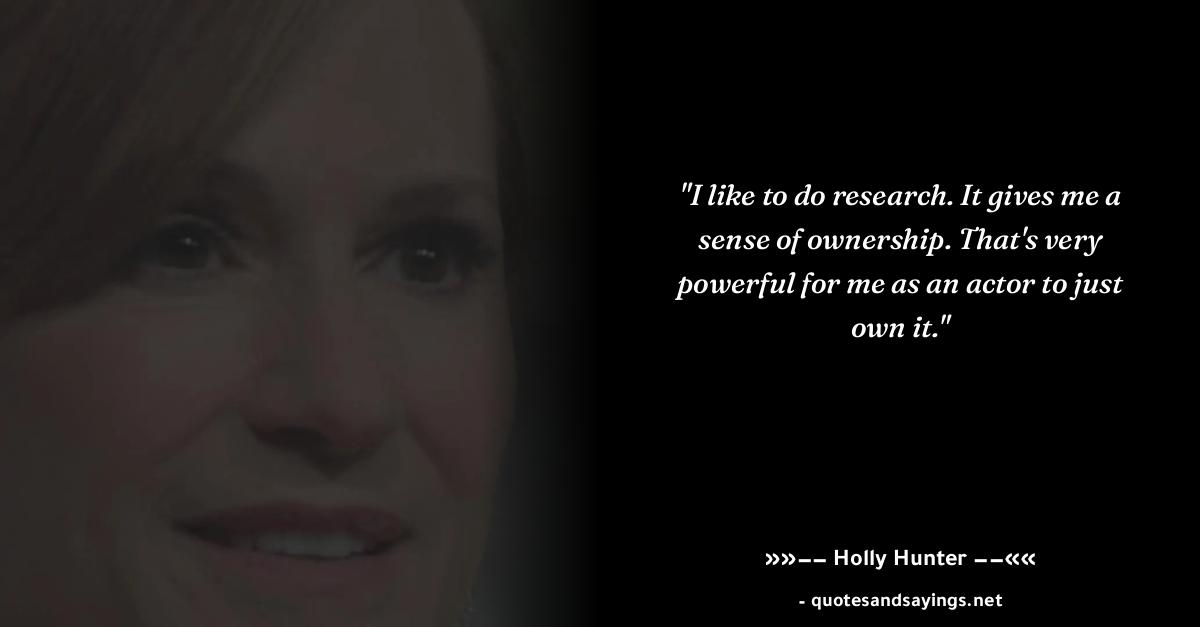 "I like to do research. It gives me a
sense of ownership. That's very
powerful for me as an actor to just
own it."
»»–– Holly Hunter ––««
- quotesandsayings.net